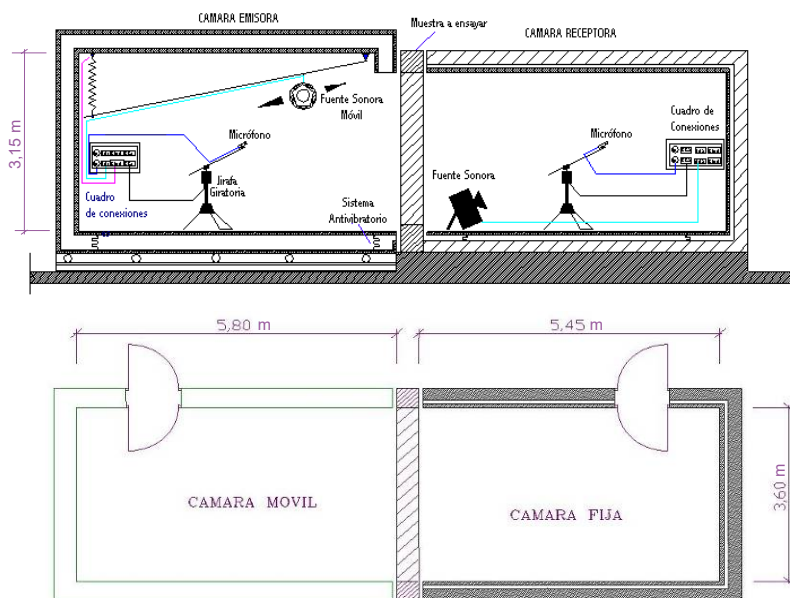 CAMARA EMISORA
Muestra a ensayar
CAMARA RECEPTORA
3,15 m
Fuente Sonora
Móvil
Micrófono
Cuadro
de conexiones
Jirafa
Giratoria
Sistema
Antivibratorio
Fuente Sonora
Micrófono
Cuadro de
Conexiones
5,80 m
5,45 m
CAMARA MOVIL
CAMARA FIJA
3,60 m